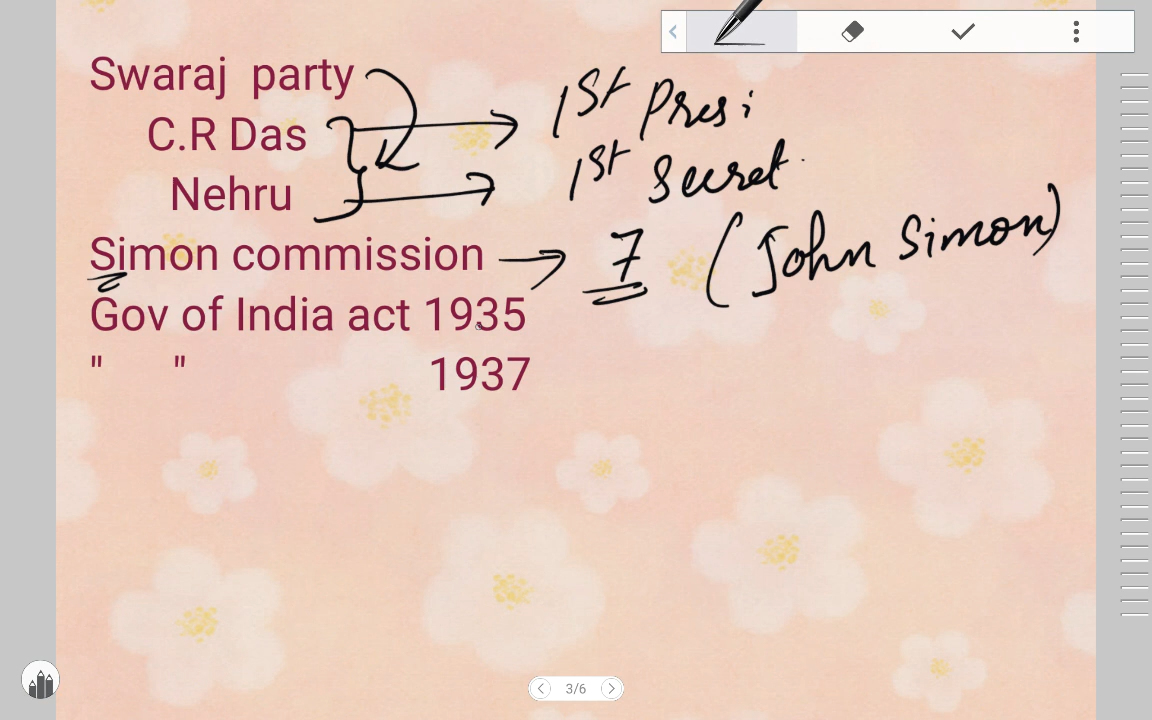 Swaraj party
C.R Das → 1st Presi
Nehru → 1st Secret.
Simon commission → 7 (John Simon)
Gov of India act 1935
" " 1937
3/6